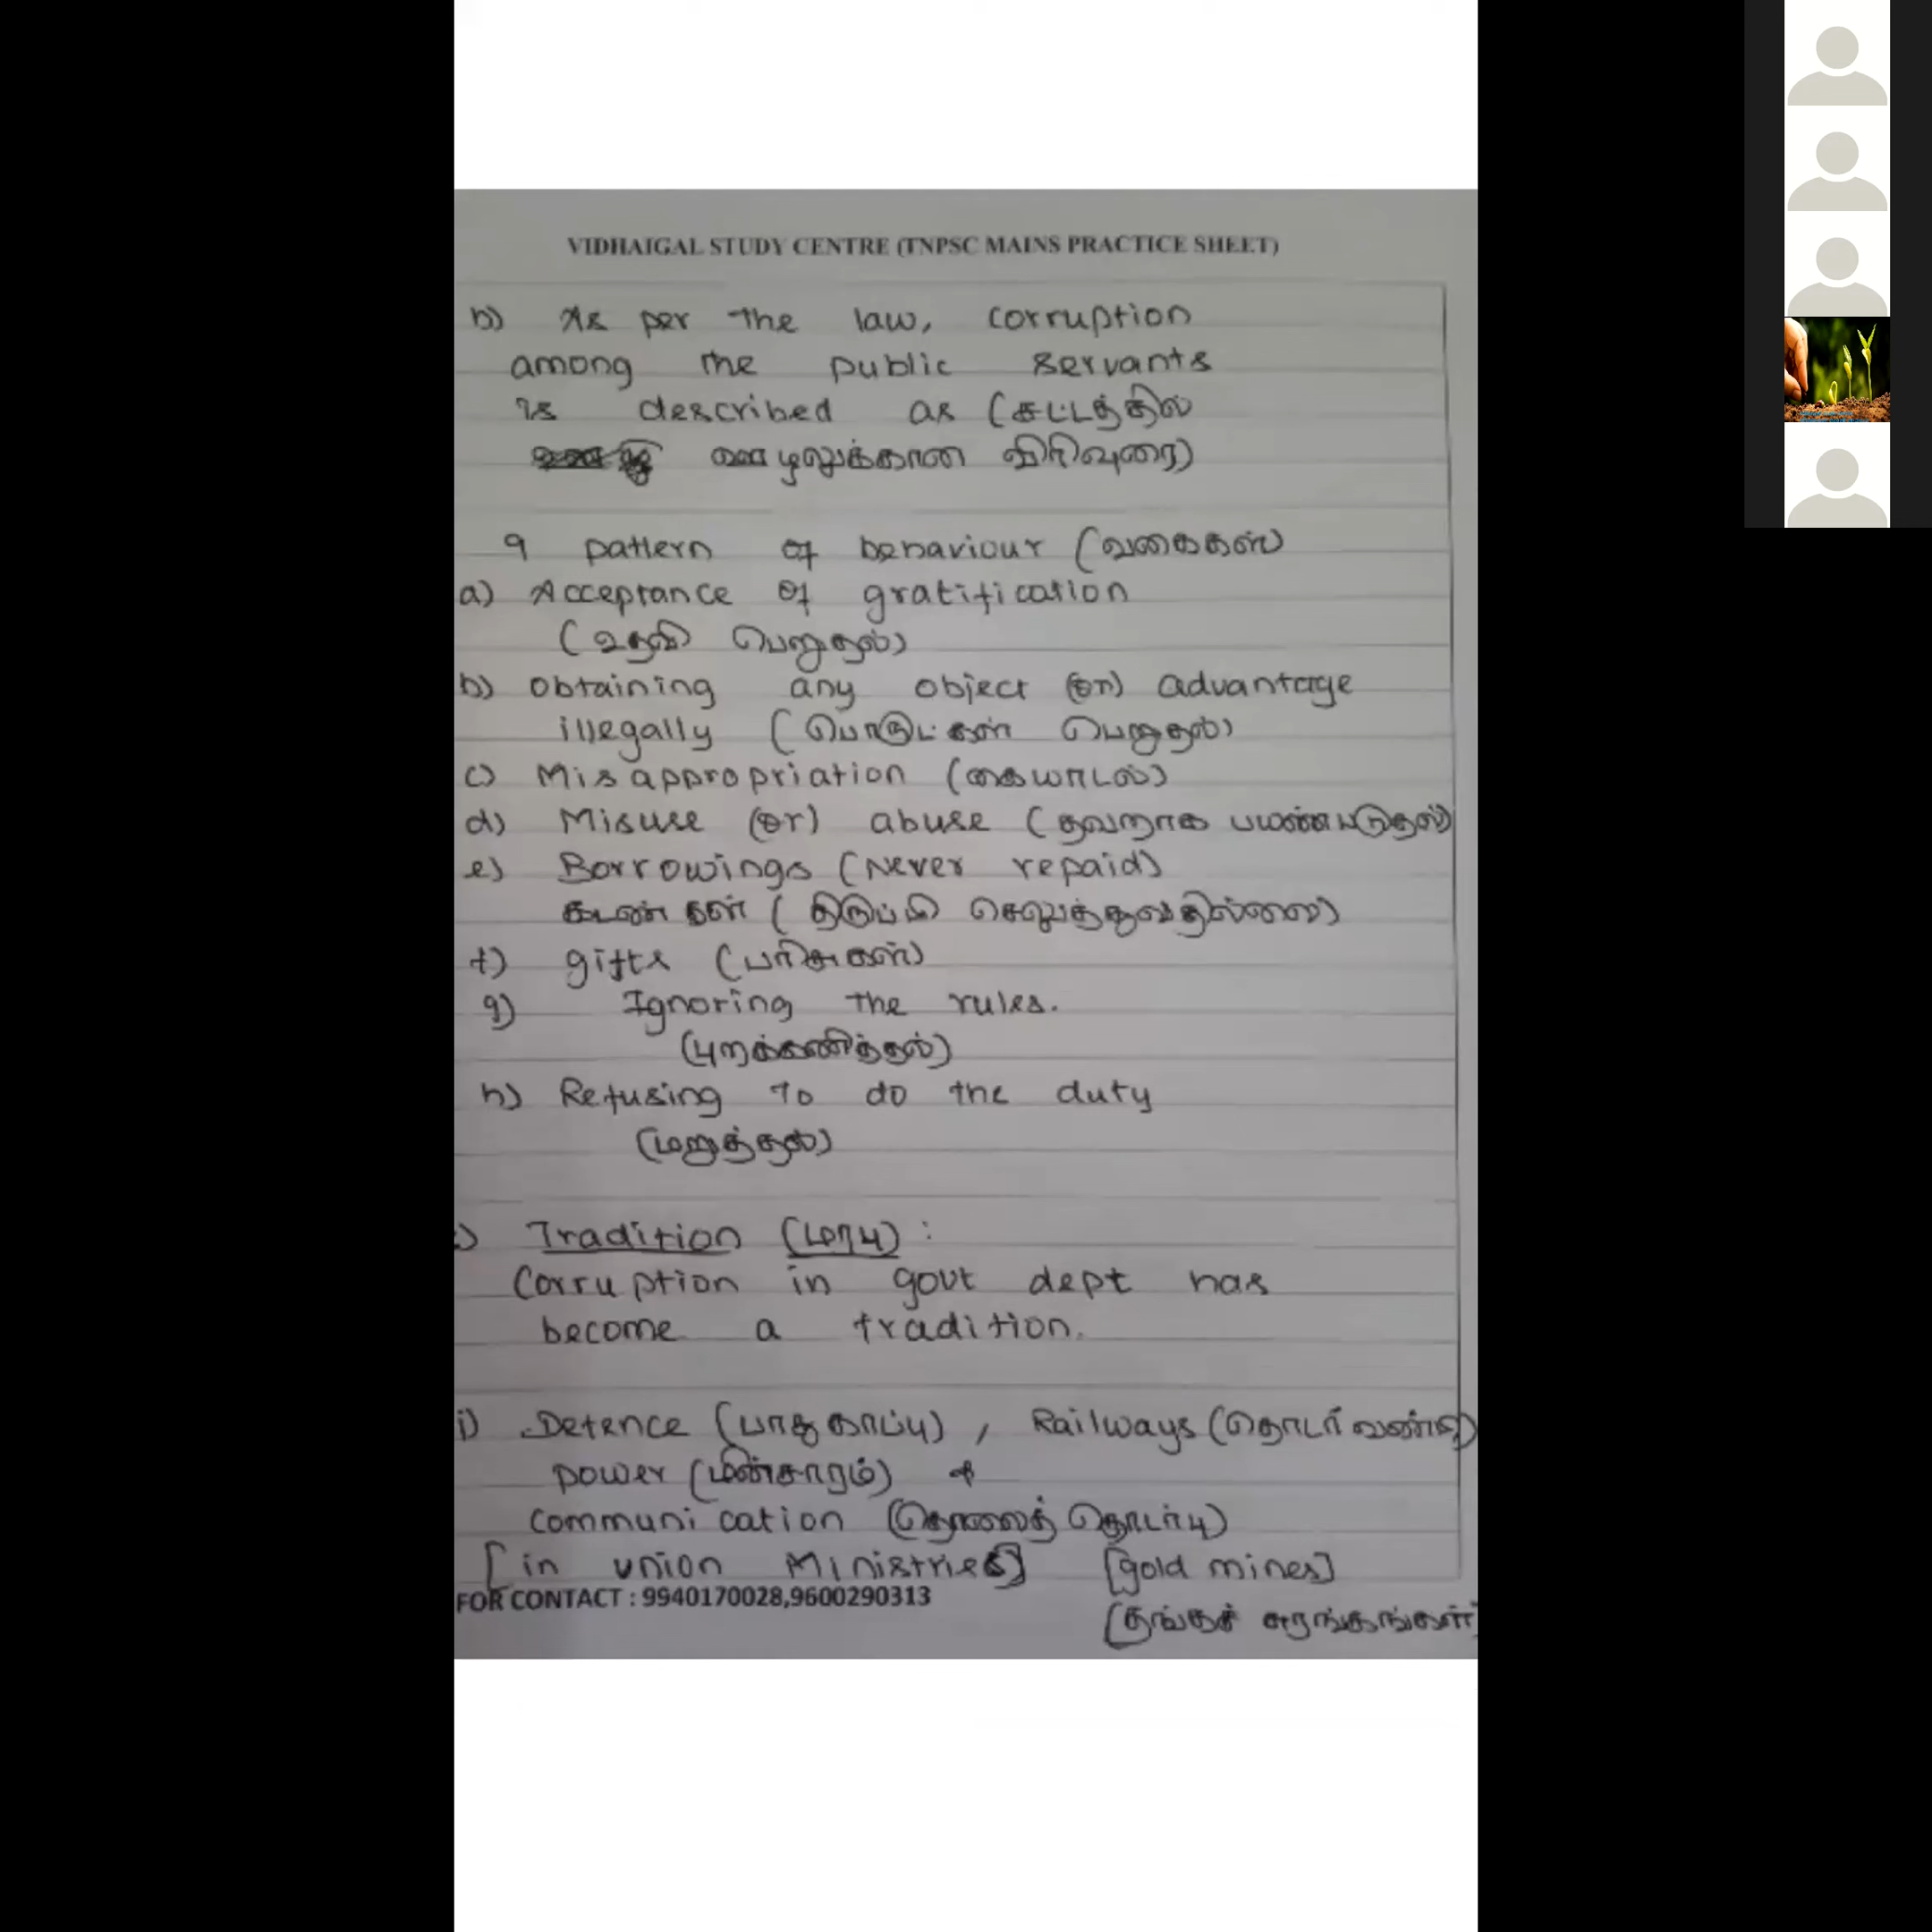 VIDHAIGAL STUDY CENTRE (TNPSC MAINS PRACTICE SHEET)
b) As per the law, corruption
among the public servants
is described as (சட்டத்தில்
ஊழலுக்கான விரிவுரை)
9 pattern of behaviour (வகைகள்)
a) Acceptance of gratification
(உதவி பெறுதல்)
b) Obtaining any object (or) advantage
illegally (பொருட்கள் பெறுதல்)
c) Misappropriation (கையாடல்)
d) Misuse (or) abuse (தவறாக பயன்படுதல்)
e) Borrowings (Never repaid)
கடன்கள் (திருப்பி செலுத்துவதில்லை)
f) gifts (பரிசுகள்)
g) Ignoring the rules.
(புறக்கணித்தல்)
h) Refusing to do the duty
(மறுத்தல்)
Tradition (மரபு) :
Corruption in govt dept has
become a tradition.
i) Defence (பாதுகாப்பு) , Railways (தொடர் வண்டி)
power (மின்சாரம்) &
communication (தொலைத் தொடர்பு)
[in union Ministries] [gold mines]
FOR CONTACT : 9940170028,9600290313
[தங்கச் சுரங்கங்கள்]